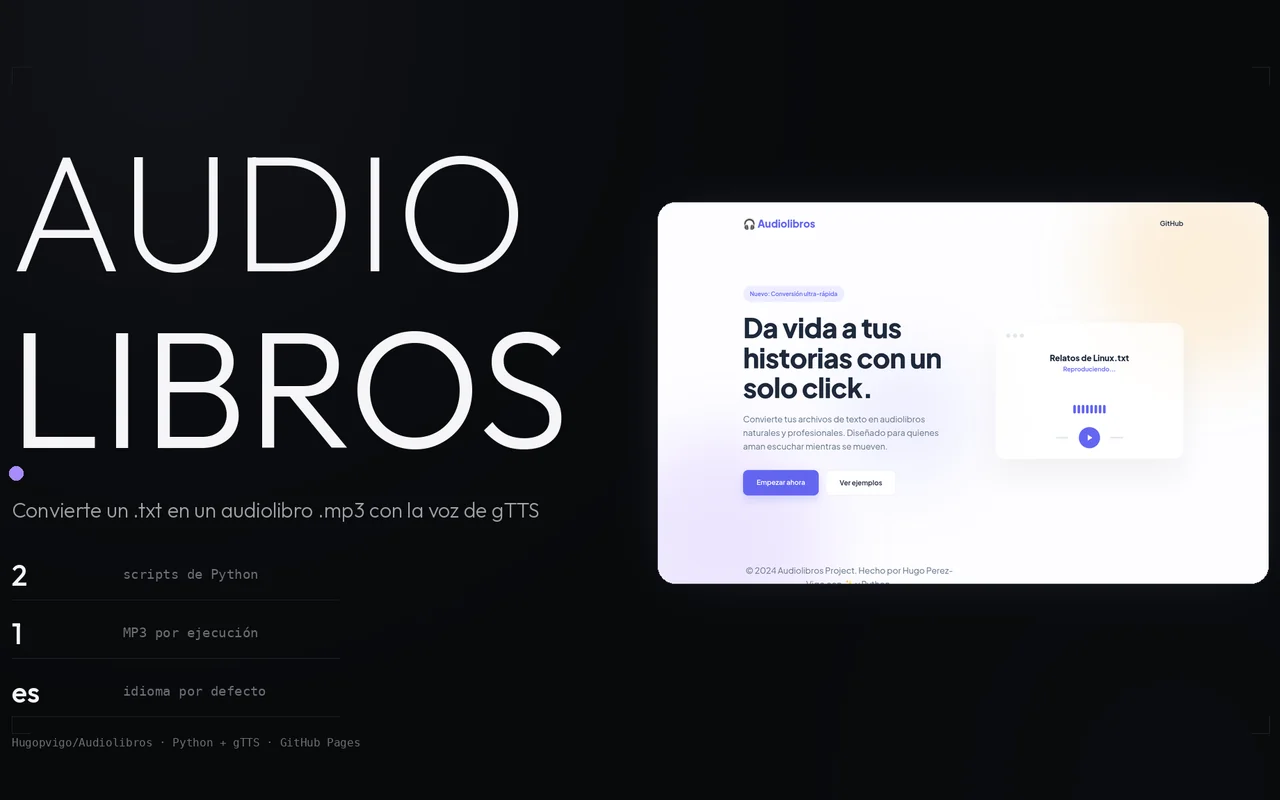 AUDIO
LIBROS
Convierte un .txt en un audiolibro .mp3 con la voz de gTTS
2 scripts de Python
1 MP3 por ejecución
es idioma por defecto
Hugopvigo/Audiolibros · Python + gTTS · GitHub Pages
🎧 Audiolibros
GitHub
Nuevo: Conversión ultra-rápida
Da vida a tus
historias con un
solo click.
Convierte tus archivos de texto en audiolibros
naturales y profesionales. Diseñado para quienes
aman escuchar mientras se mueven.
Empezar ahora
Ver ejemplos
Relatos de Linux.txt
Reproduciendo...
© 2024 Audiolibros Project. Hecho por Hugo Perez-